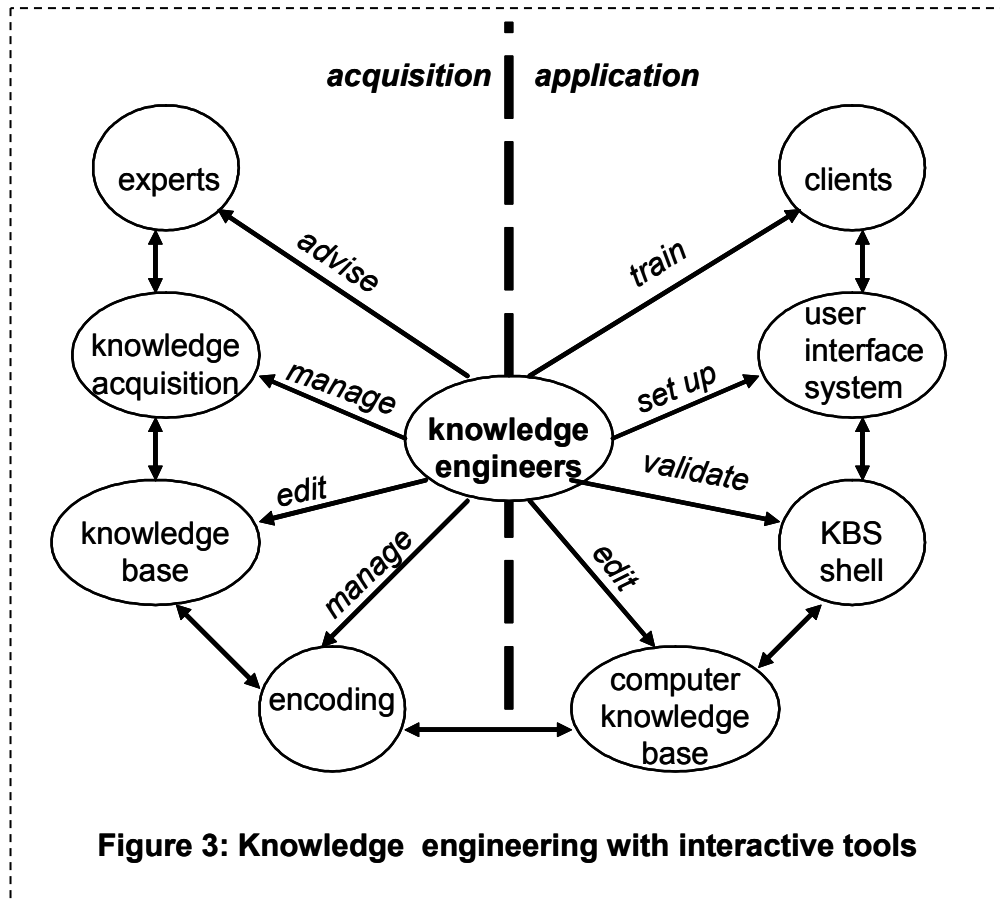 acquisition application
experts
clients
advise
train
knowledge
acquisition
user
interface
system
manage
set up
knowledge
engineers
validate
edit
knowledge
base
KBS
shell
manage
edit
encoding
computer
knowledge
base
Figure 3: Knowledge engineering with interactive tools